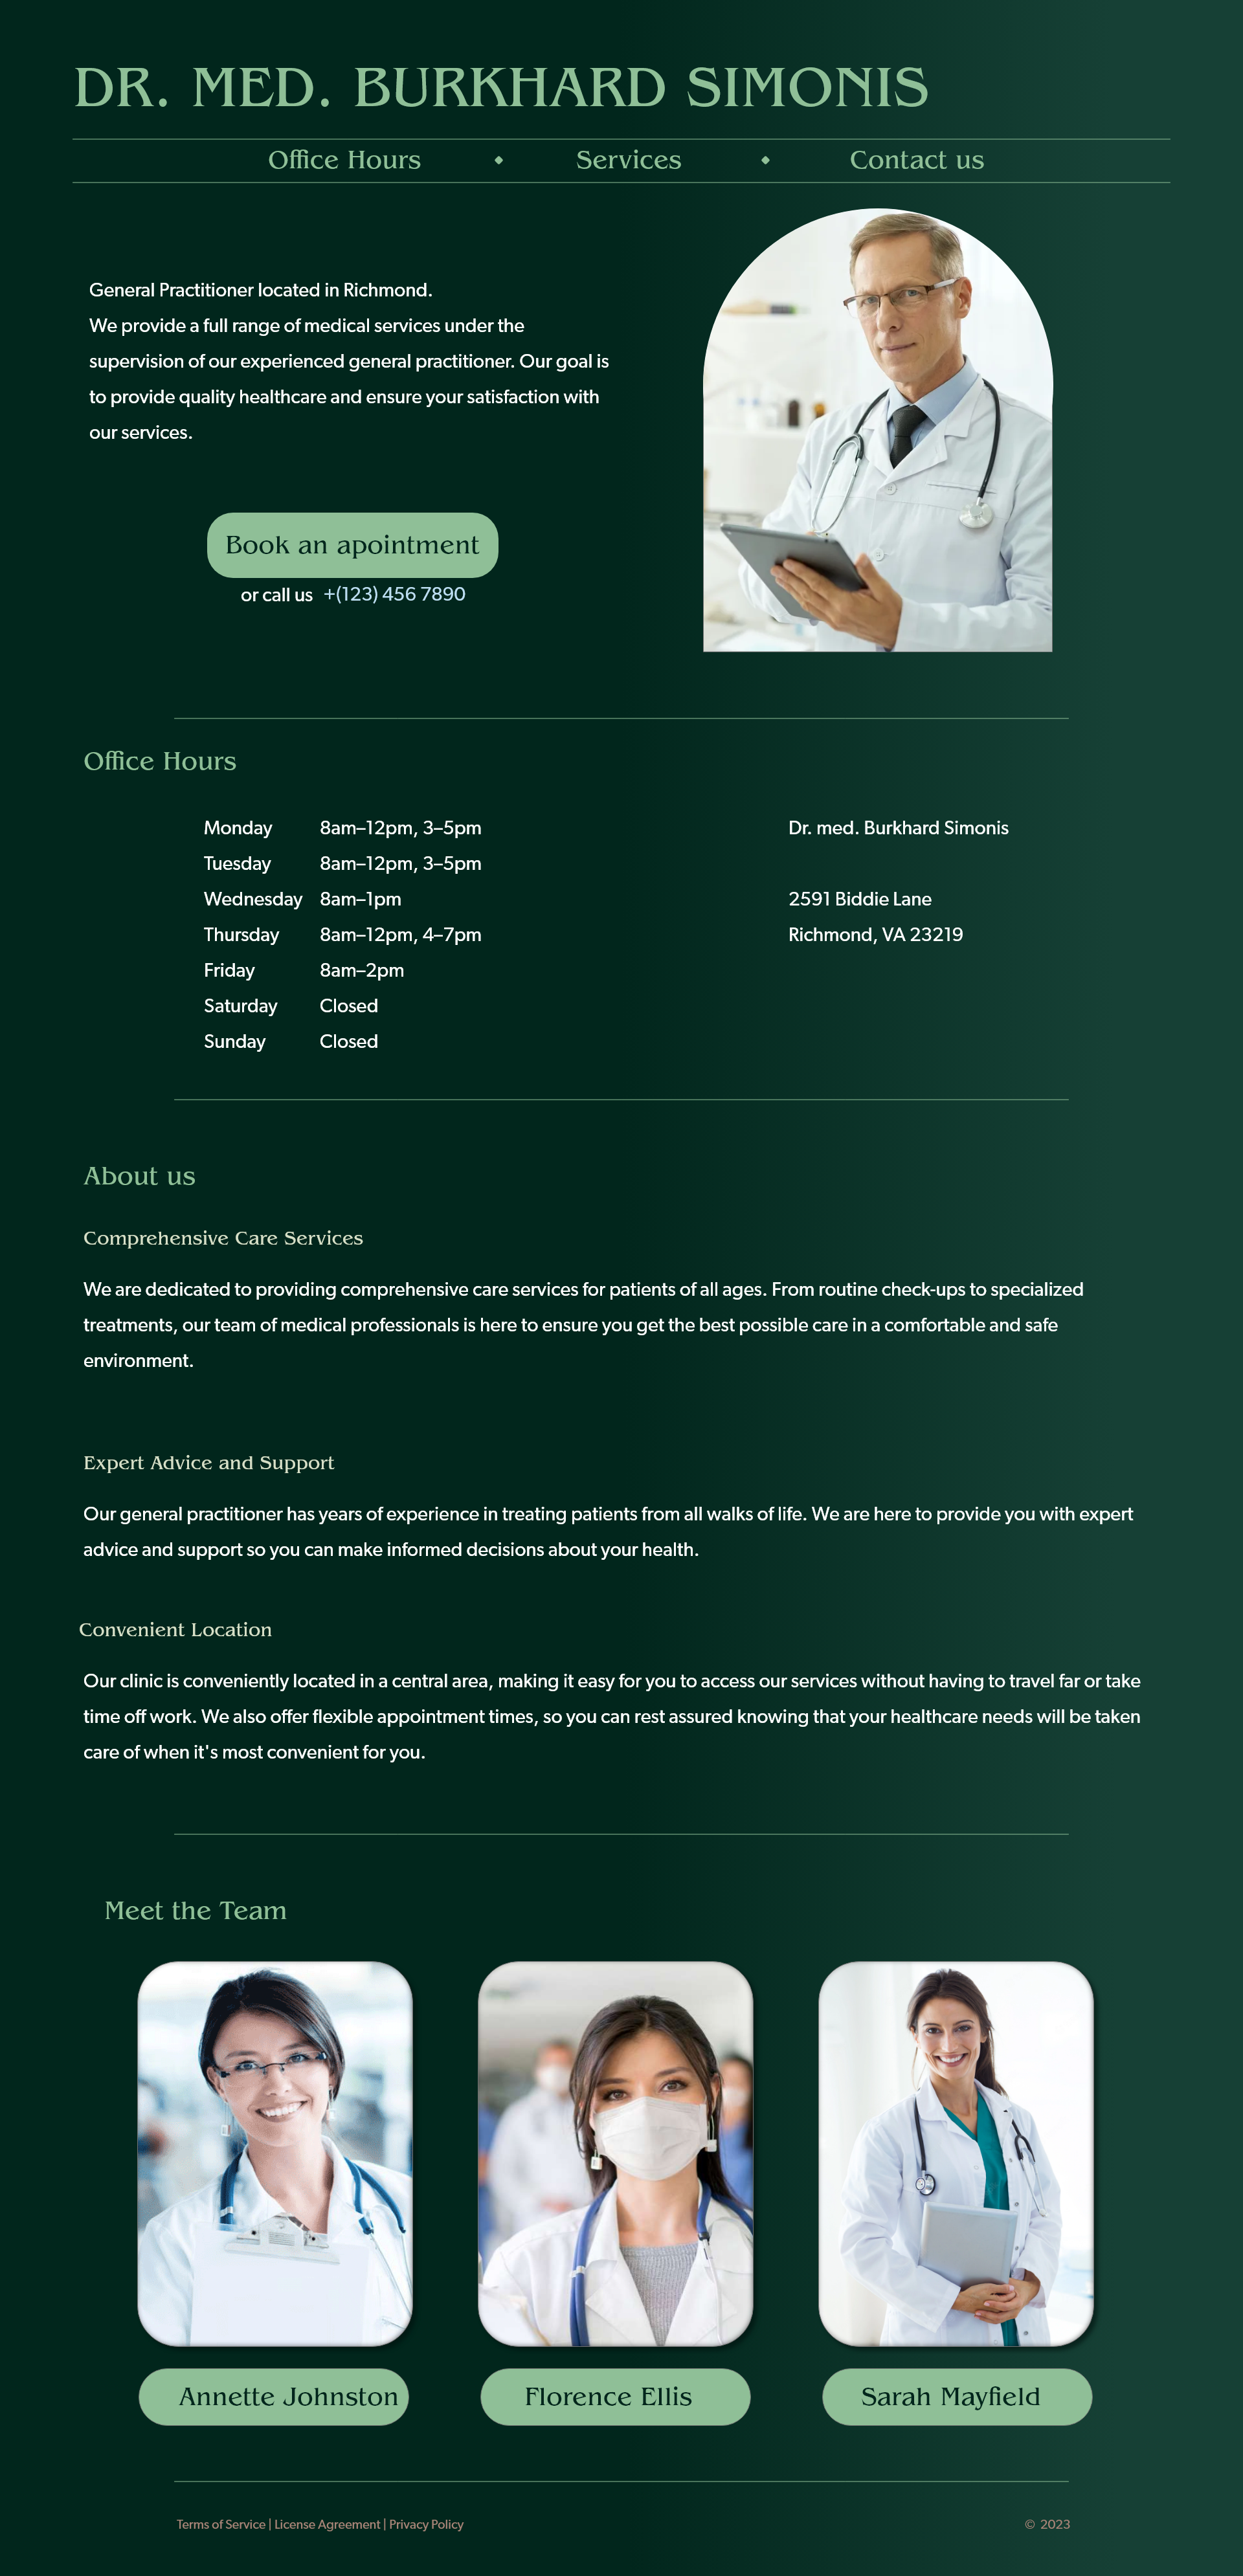 DR. MED. BURKHARD SIMONIS
Office Hours • Services • Contact us
General Practitioner located in Richmond.
We provide a full range of medical services under the
supervision of our experienced general practitioner. Our goal is
to provide quality healthcare and ensure your satisfaction with
our services.
Book an apointment
or call us +(123) 456 7890
Office Hours
Monday 8am–12pm, 3–5pm
Tuesday 8am–12pm, 3–5pm
Wednesday 8am–1pm
Thursday 8am–12pm, 4–7pm
Friday 8am–2pm
Saturday Closed
Sunday Closed
Dr. med. Burkhard Simonis
2591 Biddie Lane
Richmond, VA 23219
About us
Comprehensive Care Services
We are dedicated to providing comprehensive care services for patients of all ages. From routine check-ups to specialized
treatments, our team of medical professionals is here to ensure you get the best possible care in a comfortable and safe
environment.
Expert Advice and Support
Our general practitioner has years of experience in treating patients from all walks of life. We are here to provide you with expert
advice and support so you can make informed decisions about your health.
Convenient Location
Our clinic is conveniently located in a central area, making it easy for you to access our services without having to travel far or take
time off work. We also offer flexible appointment times, so you can rest assured knowing that your healthcare needs will be taken
care of when it's most convenient for you.
Meet the Team
Annette Johnston
Florence Ellis
Sarah Mayfield
Terms of Service | License Agreement | Privacy Policy
© 2023